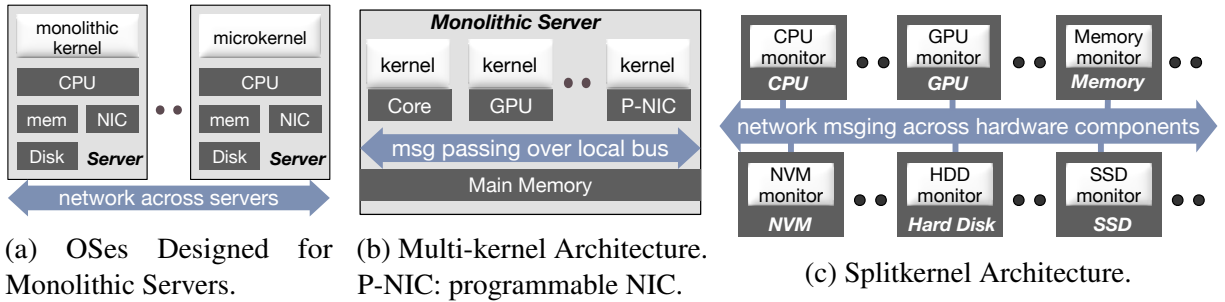 monolithic
kernel
CPU
mem NIC
Disk Server
microkernel
CPU
mem NIC
Disk Server
network across servers
(a) OSes Designed for
Monolithic Servers.
Monolithic Server
kernel kernel kernel
Core GPU P-NIC
msg passing over local bus
Main Memory
(b) Multi-kernel Architecture.
P-NIC: programmable NIC.
CPU
monitor
CPU
GPU
monitor
GPU
Memory
monitor
Memory
network msging across hardware components
NVM
monitor
NVM
HDD
monitor
Hard Disk
SSD
monitor
SSD
(c) Splitkernel Architecture.